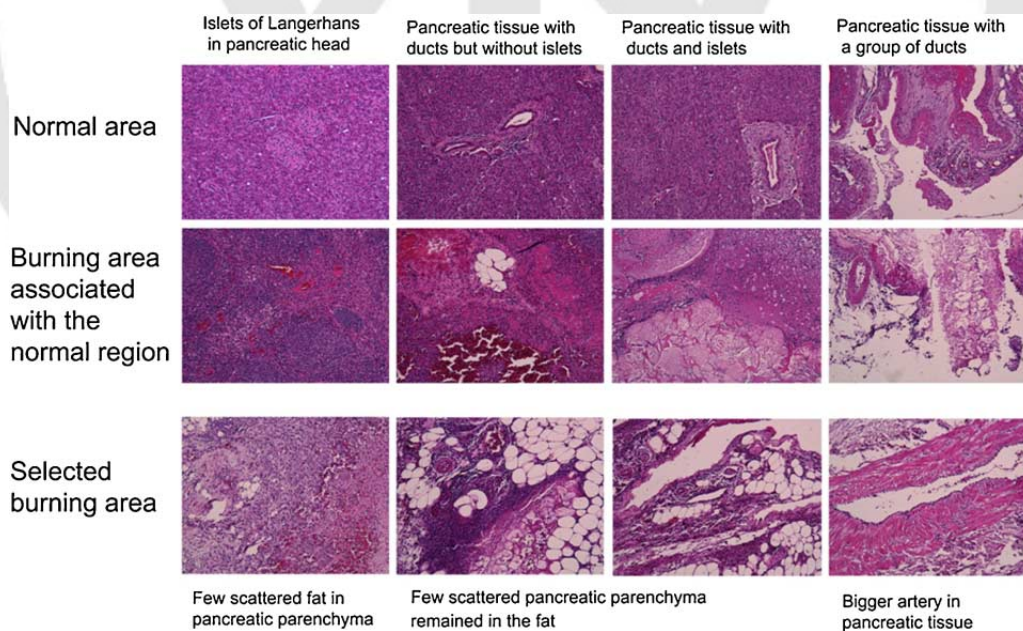 Islets of Langerhans
in pancreatic head
Pancreatic tissue with
ducts but without islets
Pancreatic tissue with
ducts and islets
Pancreatic tissue with
a group of ducts
Normal area
Burning area
associated
with the
normal region
Selected
burning area
Few scattered fat in
pancreatic parenchyma
Few scattered pancreatic parenchyma
remained in the fat
Bigger artery in
pancreatic tissue